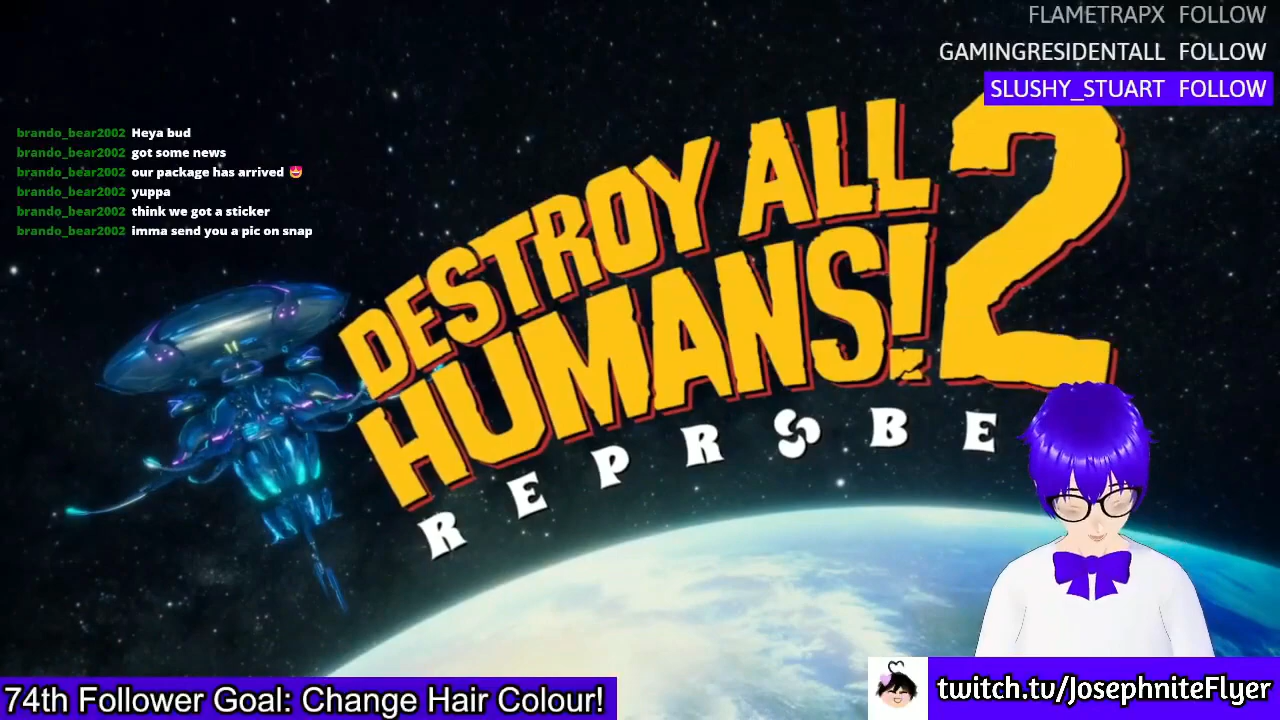 FLAMETRAPX FOLLOW
GAMINGRESIDENTALL FOLLOW
SLUSHY_STUART FOLLOW
brando_bear2002 Heya bud
brando_bear2002 got some news
brando_bear2002 our package has arrived 😍
brando_bear2002 yuppa
brando_bear2002 think we got a sticker
brando_bear2002 imma send you a pic on snap
DESTROY ALL
HUMANS! 2
REPROBE
74th Follower Goal: Change Hair Colour!
twitch.tv/JosephniteFlyer